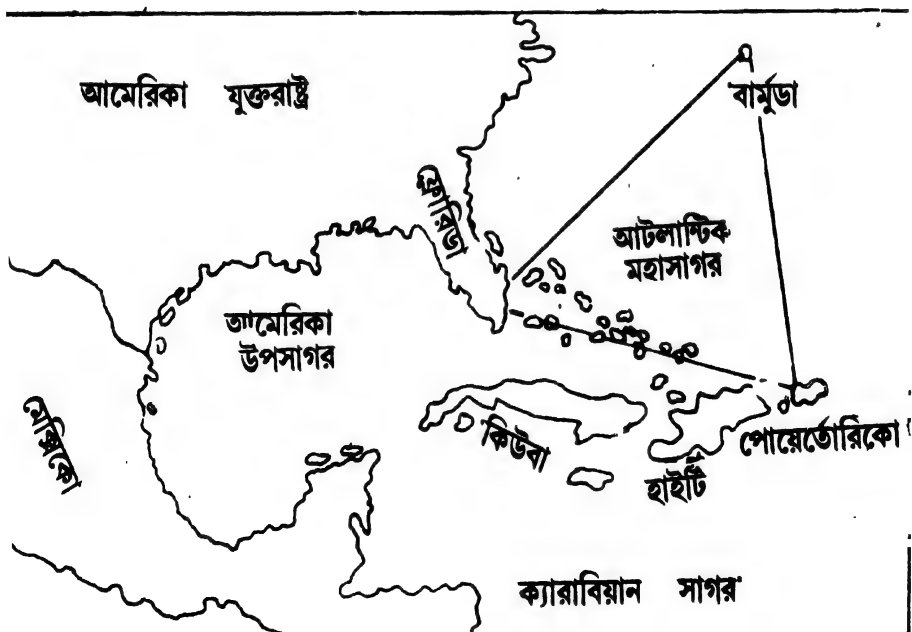 আমেরিকা যুক্তরাষ্ট্র
বার্মুডা
ফ্লোরিডা
আটলান্টিক
মহাসাগর
আমেরিকা
উপসাগর
মেক্সিকো
কিউবা
পোয়ের্তোরিকো
হাইটি
ক্যারাবিয়ান সাগর